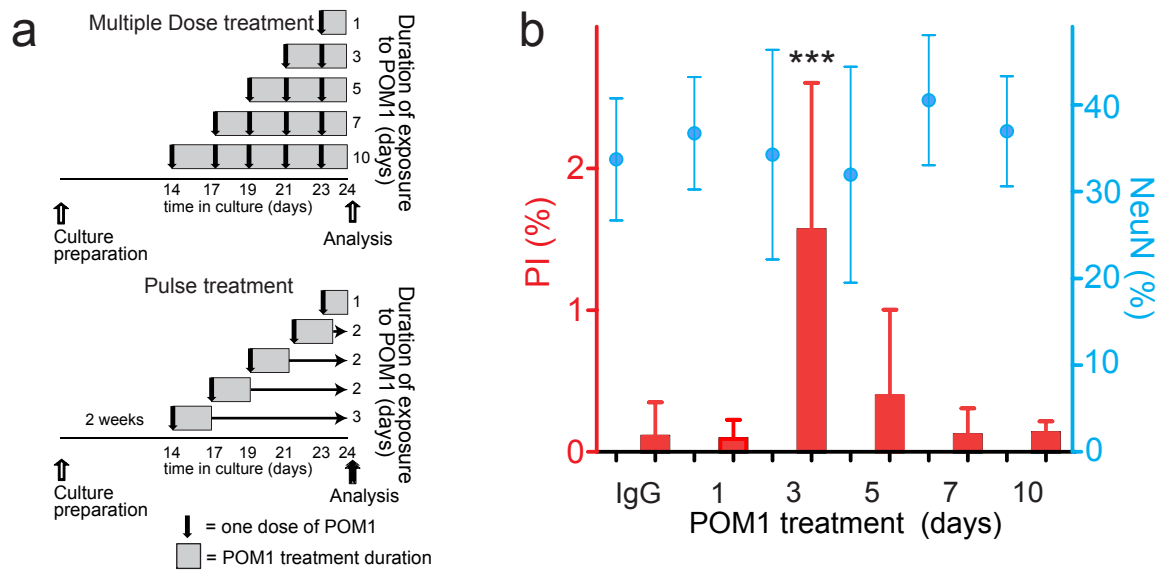 a
Multiple Dose treatment
1
3
5
7
10
Duration of exposure
to POM1 (days)
14 17 19 21 23 24
time in culture (days)
Culture
preparation
Analysis
Pulse treatment
1
2
2
2
3
Duration of exposure
to POM1 (days)
2 weeks
14 17 19 21 23 24
time in culture (days)
Culture
preparation
Analysis
= one dose of POM1
= POM1 treatment duration
b
***
PI (%)
2
1
0
NeuN (%)
40
30
20
10
0
IgG 1 3 5 7 10
POM1 treatment (days)